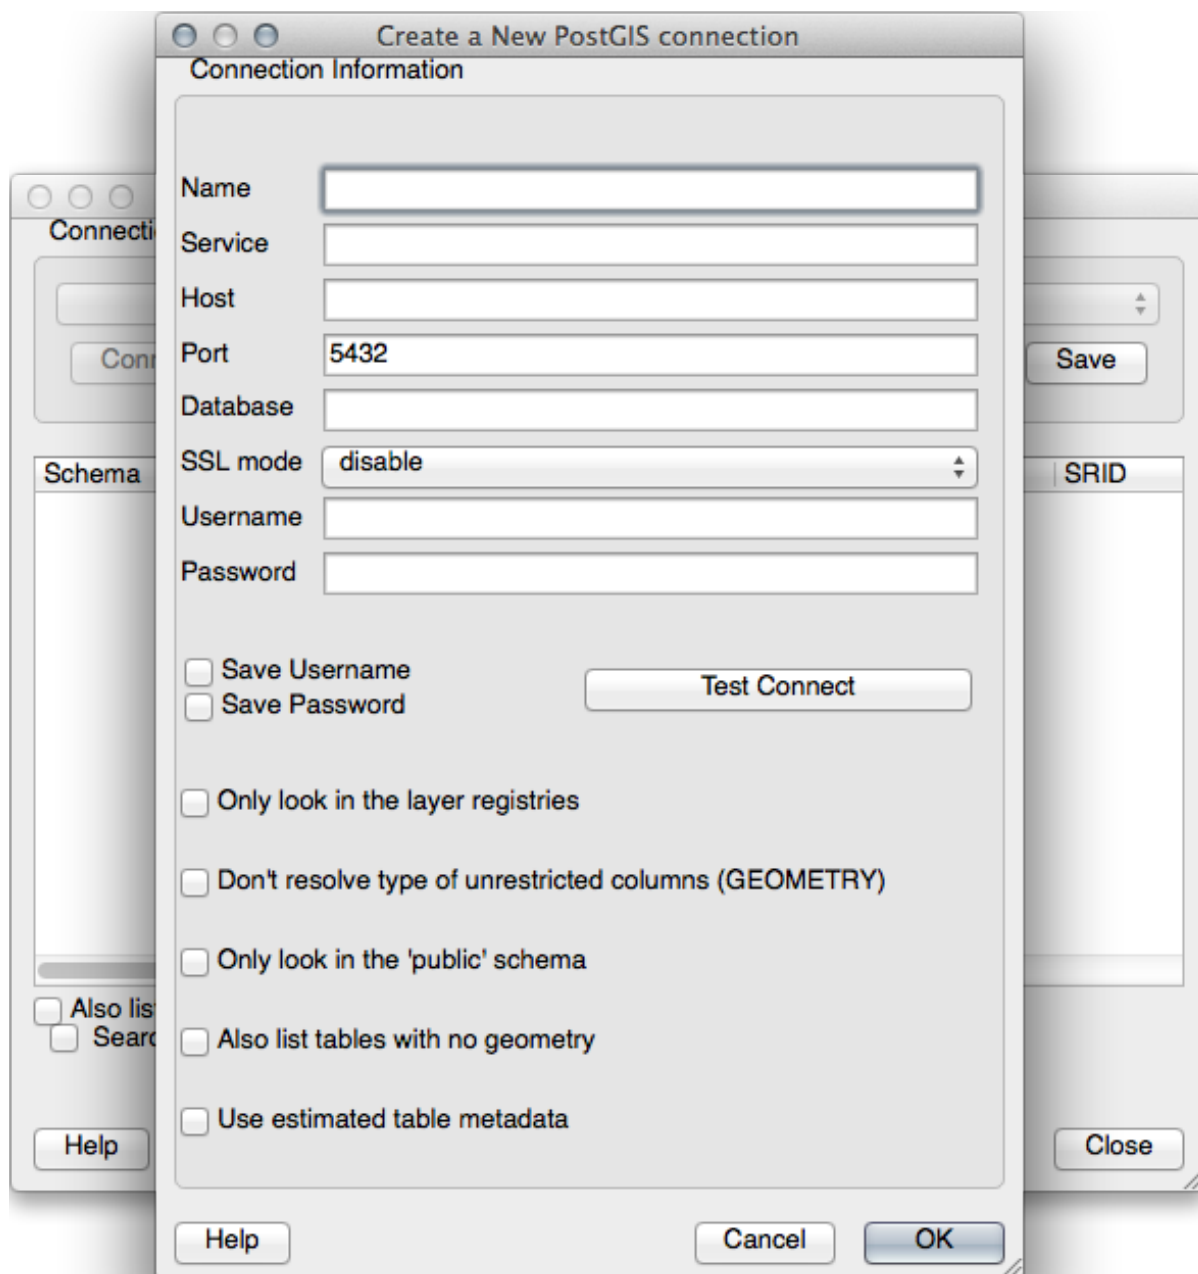 Create a New PostGIS connection
Connection Information
Name
Service
Host
Port 5432
Database
SSL mode disable
Username
Password
Save Username
Save Password
Test Connect
Only look in the layer registries
Don't resolve type of unrestricted columns (GEOMETRY)
Only look in the 'public' schema
Also list tables with no geometry
Use estimated table metadata
Help Cancel OK
Save
Schema SRID
Also
Help Close